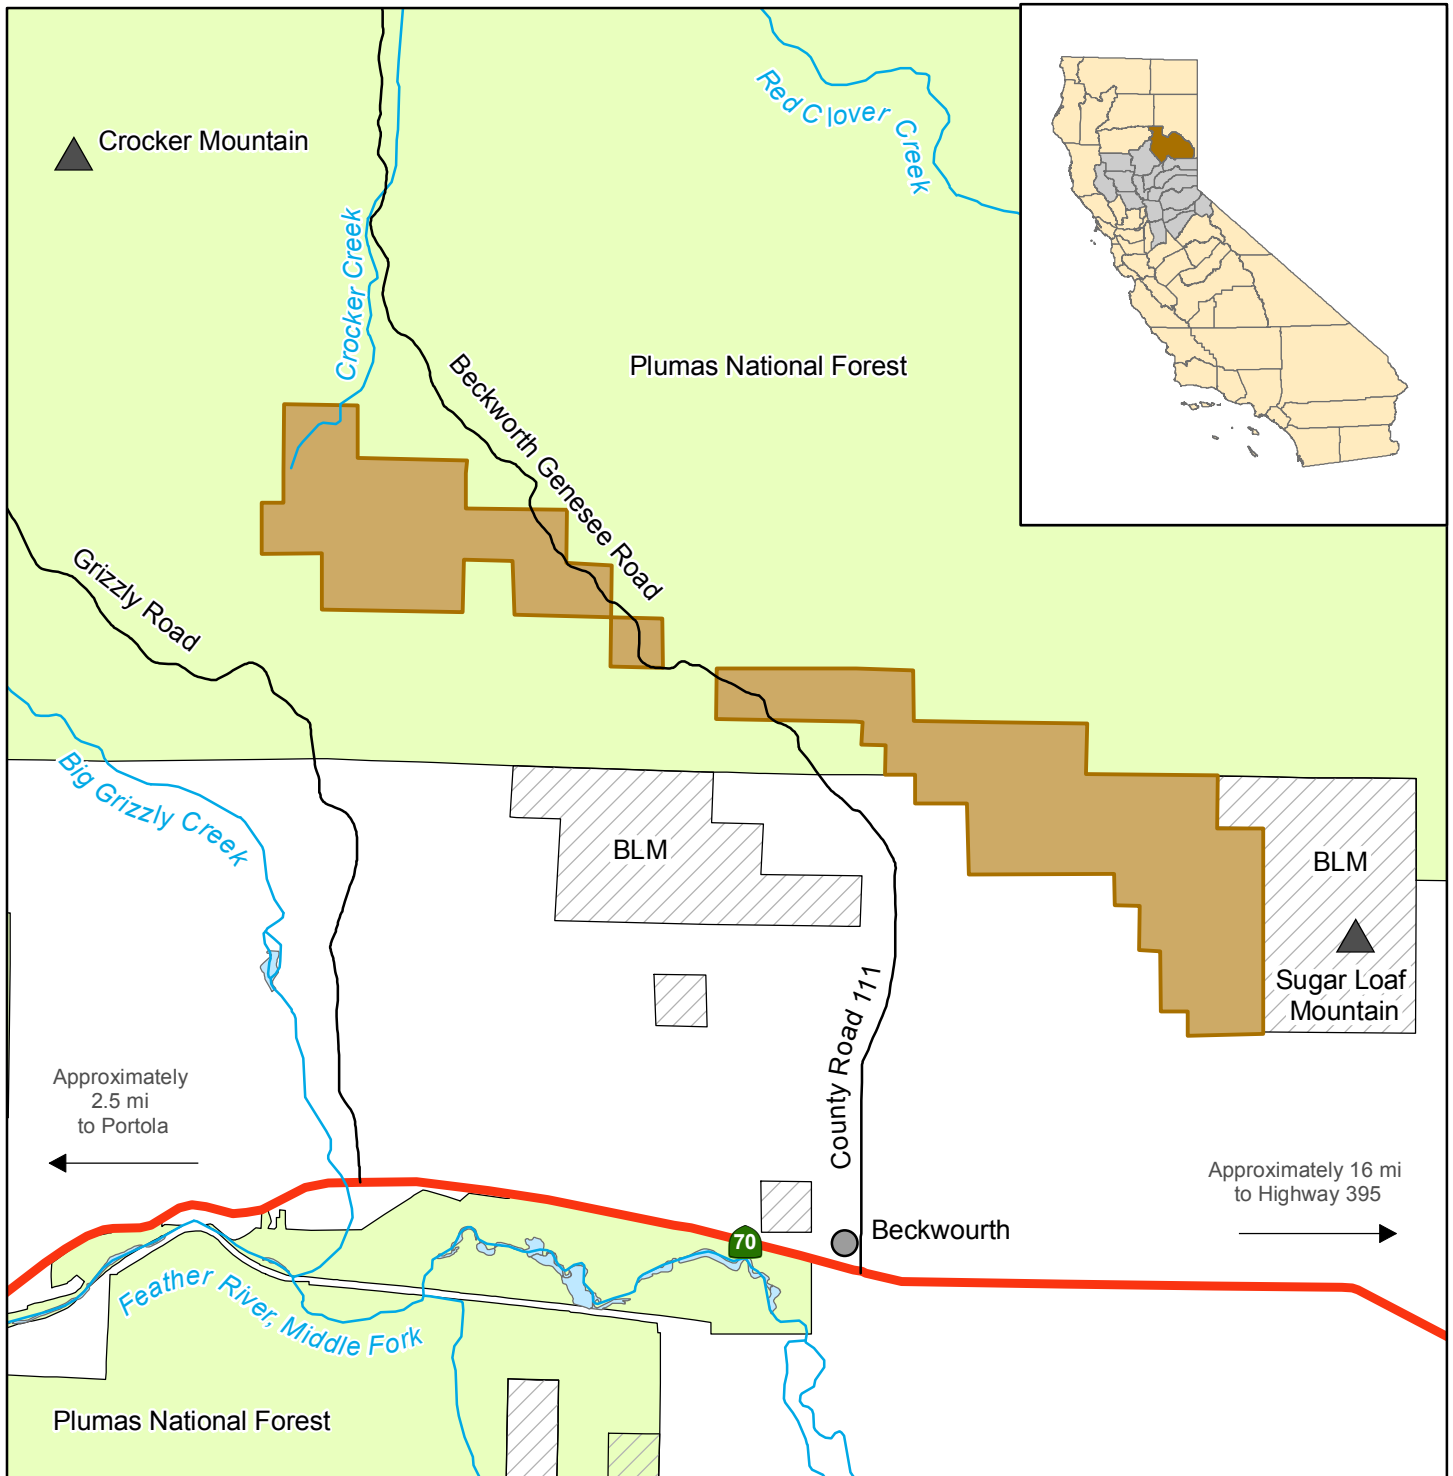 Red Clover Creek
Crocker Mountain
Crocker Creek
Plumas National Forest
Beckworth Genesee Road
Grizzly Road
Big Grizzly Creek
BLM
BLM
Sugar Loaf
Mountain
County Road 111
Approximately
2.5 mi
to Portola
Approximately 16 mi
to Highway 395
Beckwourth
70
Feather River, Middle Fork
Plumas National Forest